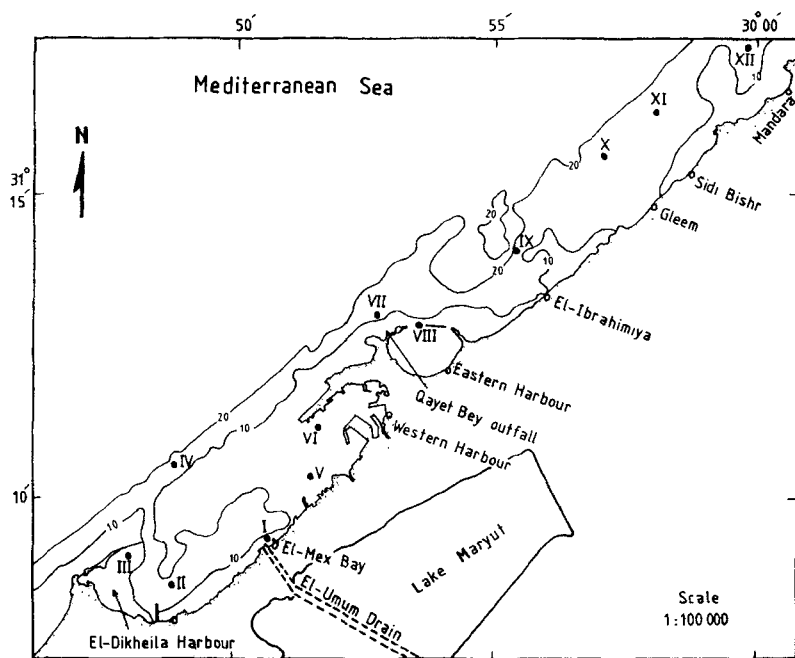 50′
55′
30° 00′
Mediterranean Sea
XII
10
XI
Mandara
N
X
20
31°
15′
Sidi Bishr
Gleem
20
IX
10
20
VII
VIII
El-Ibrahimiya
Eastern Harbour
Qayet Bey outfall
20
10
VI
Western Harbour
IV
V
10′
10
I
10
El-Mex Bay
III
II
Lake Maryut
El-Umum Drain
El-Dikheila Harbour
Scale
1:100 000